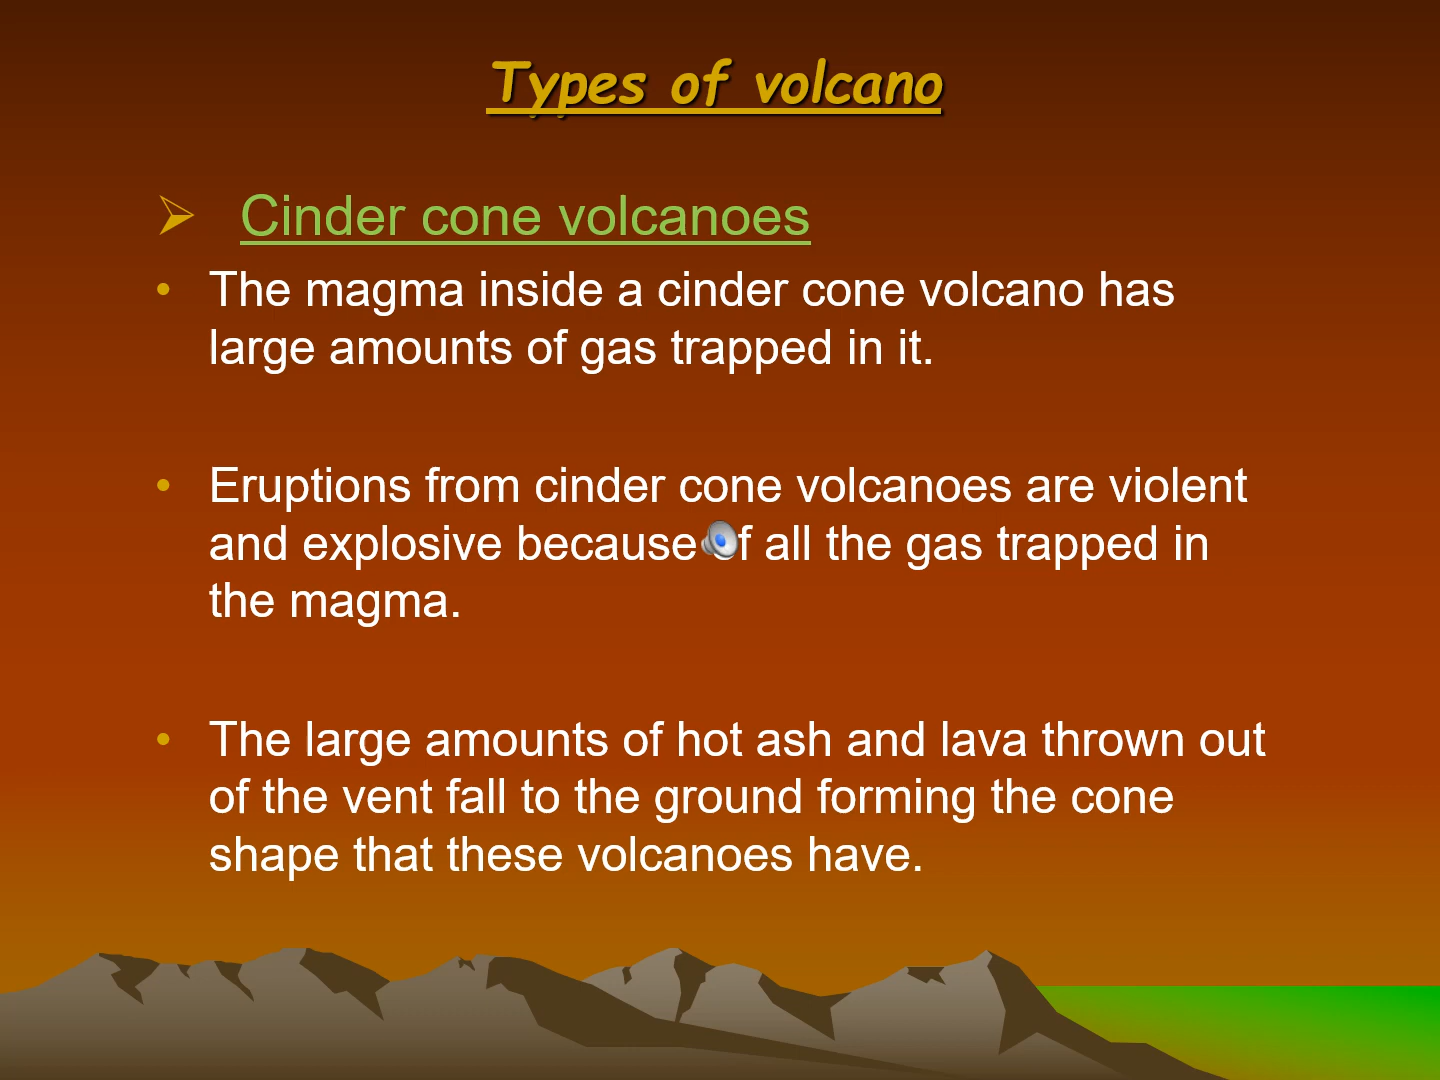 Types of volcano
Cinder cone volcanoes
The magma inside a cinder cone volcano has
large amounts of gas trapped in it.
Eruptions from cinder cone volcanoes are violent
and explosive because of all the gas trapped in
the magma.
The large amounts of hot ash and lava thrown out
of the vent fall to the ground forming the cone
shape that these volcanoes have.